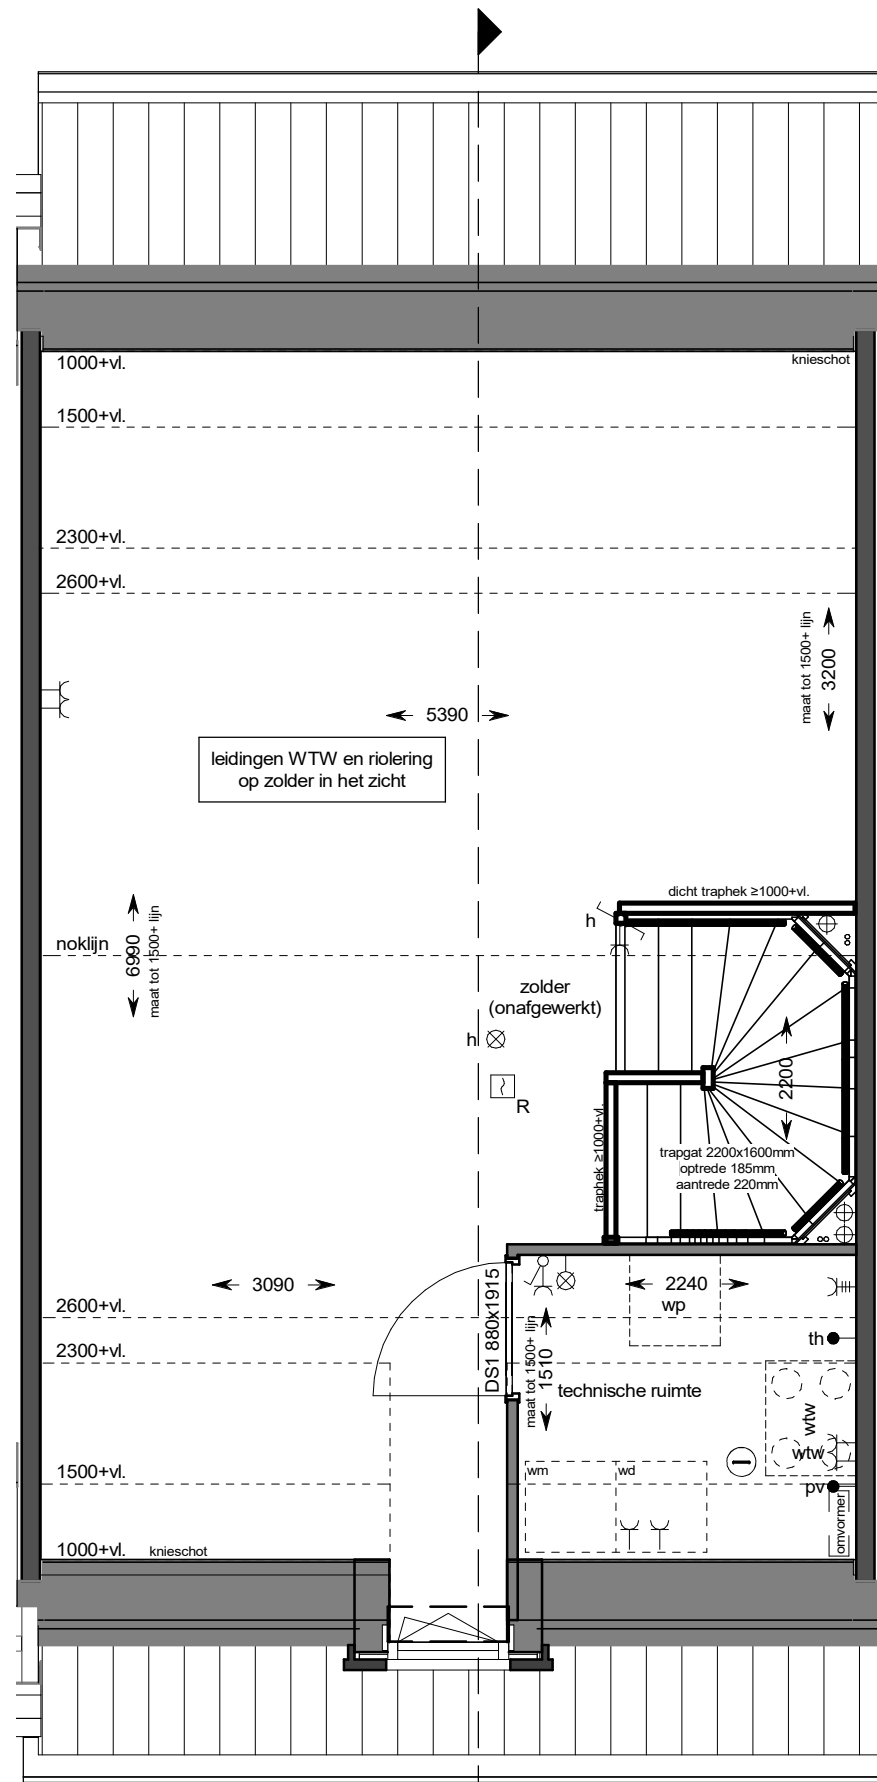 1000+vl.
knieschot
1500+vl.
2300+vl.
2600+vl.
maat tot 1500+ lijn
3200
5390
leidingen WTW en riolering
op zolder in het zicht
dicht traphek ≥1000+vl.
h
noklijn
6990
maat tot 1500+ lijn
zolder
(onafgewerkt)
h
R
2200
traphek ≥1000+vl.
trapgat 2200x1600mm
optrede 185mm
aantrede 220mm
3090
DS1 880x1915
2240
wp
2600+vl.
maat tot 1500+ lijn
1510
th
2300+vl.
technische ruimte
wtw
wtw
1500+vl.
wm
wd
pv
omvormer
1000+vl.
knieschot